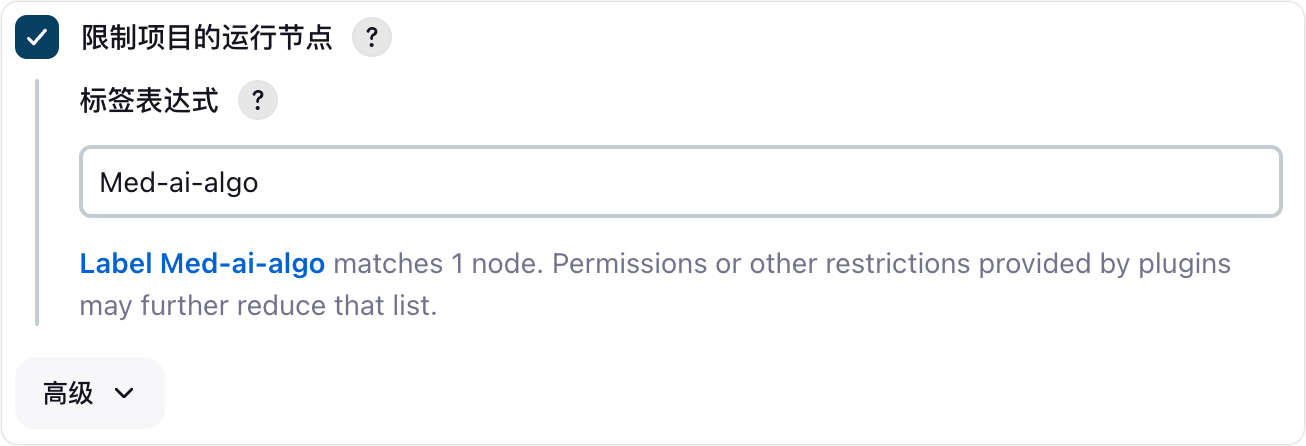 限制项目的运行节点 ?
标签表达式 ?
Med-ai-algo
Label Med-ai-algo matches 1 node. Permissions or other restrictions provided by plugins
may further reduce that list.
高级